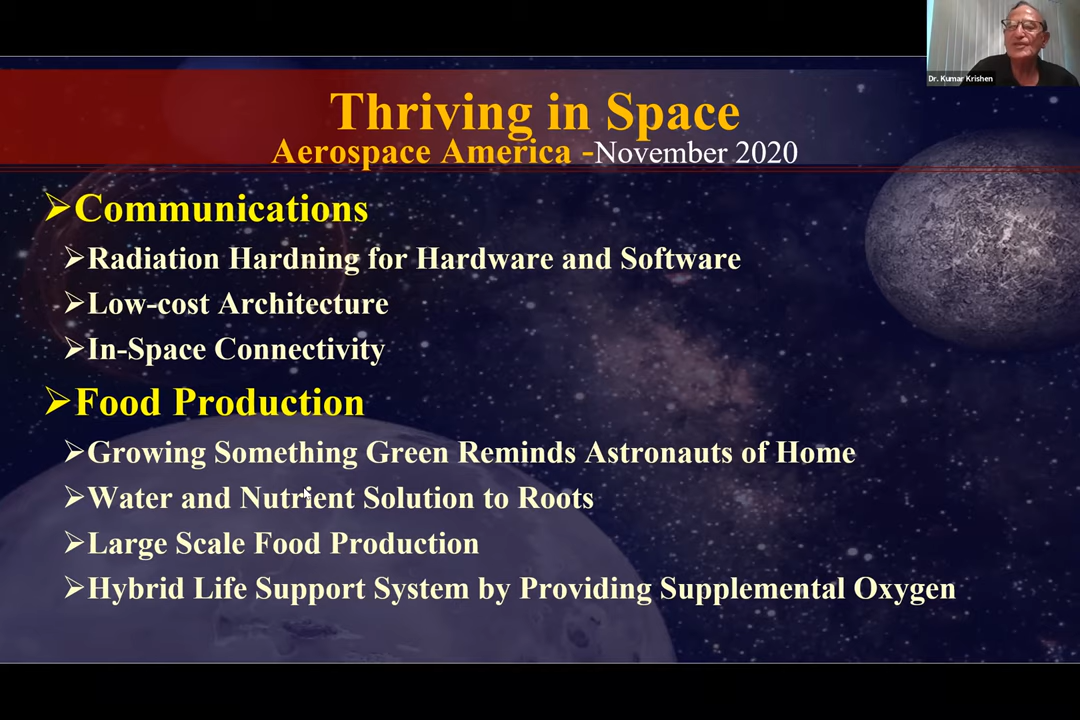 Dr. Kumar Krishen
Thriving in Space
Aerospace America -November 2020
➢Communications
➢Radiation Hardning for Hardware and Software
➢Low-cost Architecture
➢In-Space Connectivity
➢Food Production
➢Growing Something Green Reminds Astronauts of Home
➢Water and Nutrient Solution to Roots
➢Large Scale Food Production
➢Hybrid Life Support System by Providing Supplemental Oxygen